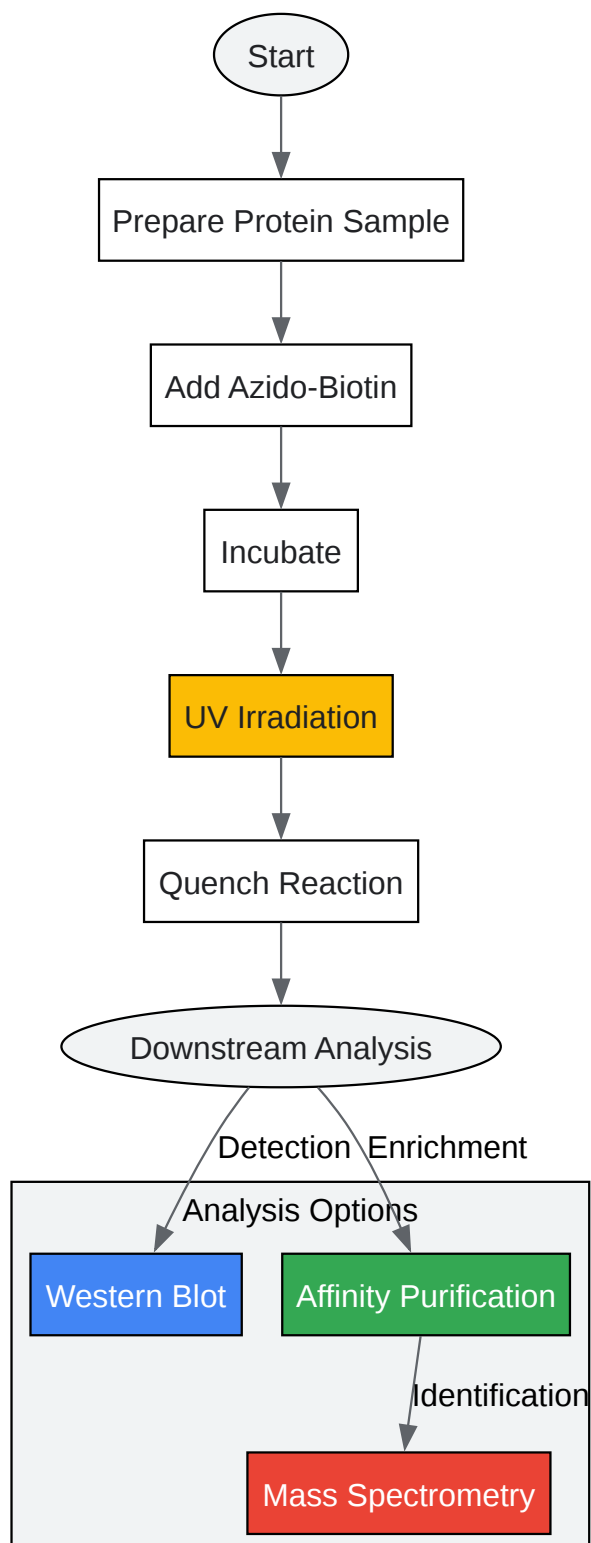 Start
Prepare Protein Sample
Add Azido-Biotin
Incubate
UV Irradiation
Quench Reaction
Downstream Analysis
Detection
Enrichment
Analysis Options
Western Blot
Affinity Purification
Identification
Mass Spectrometry